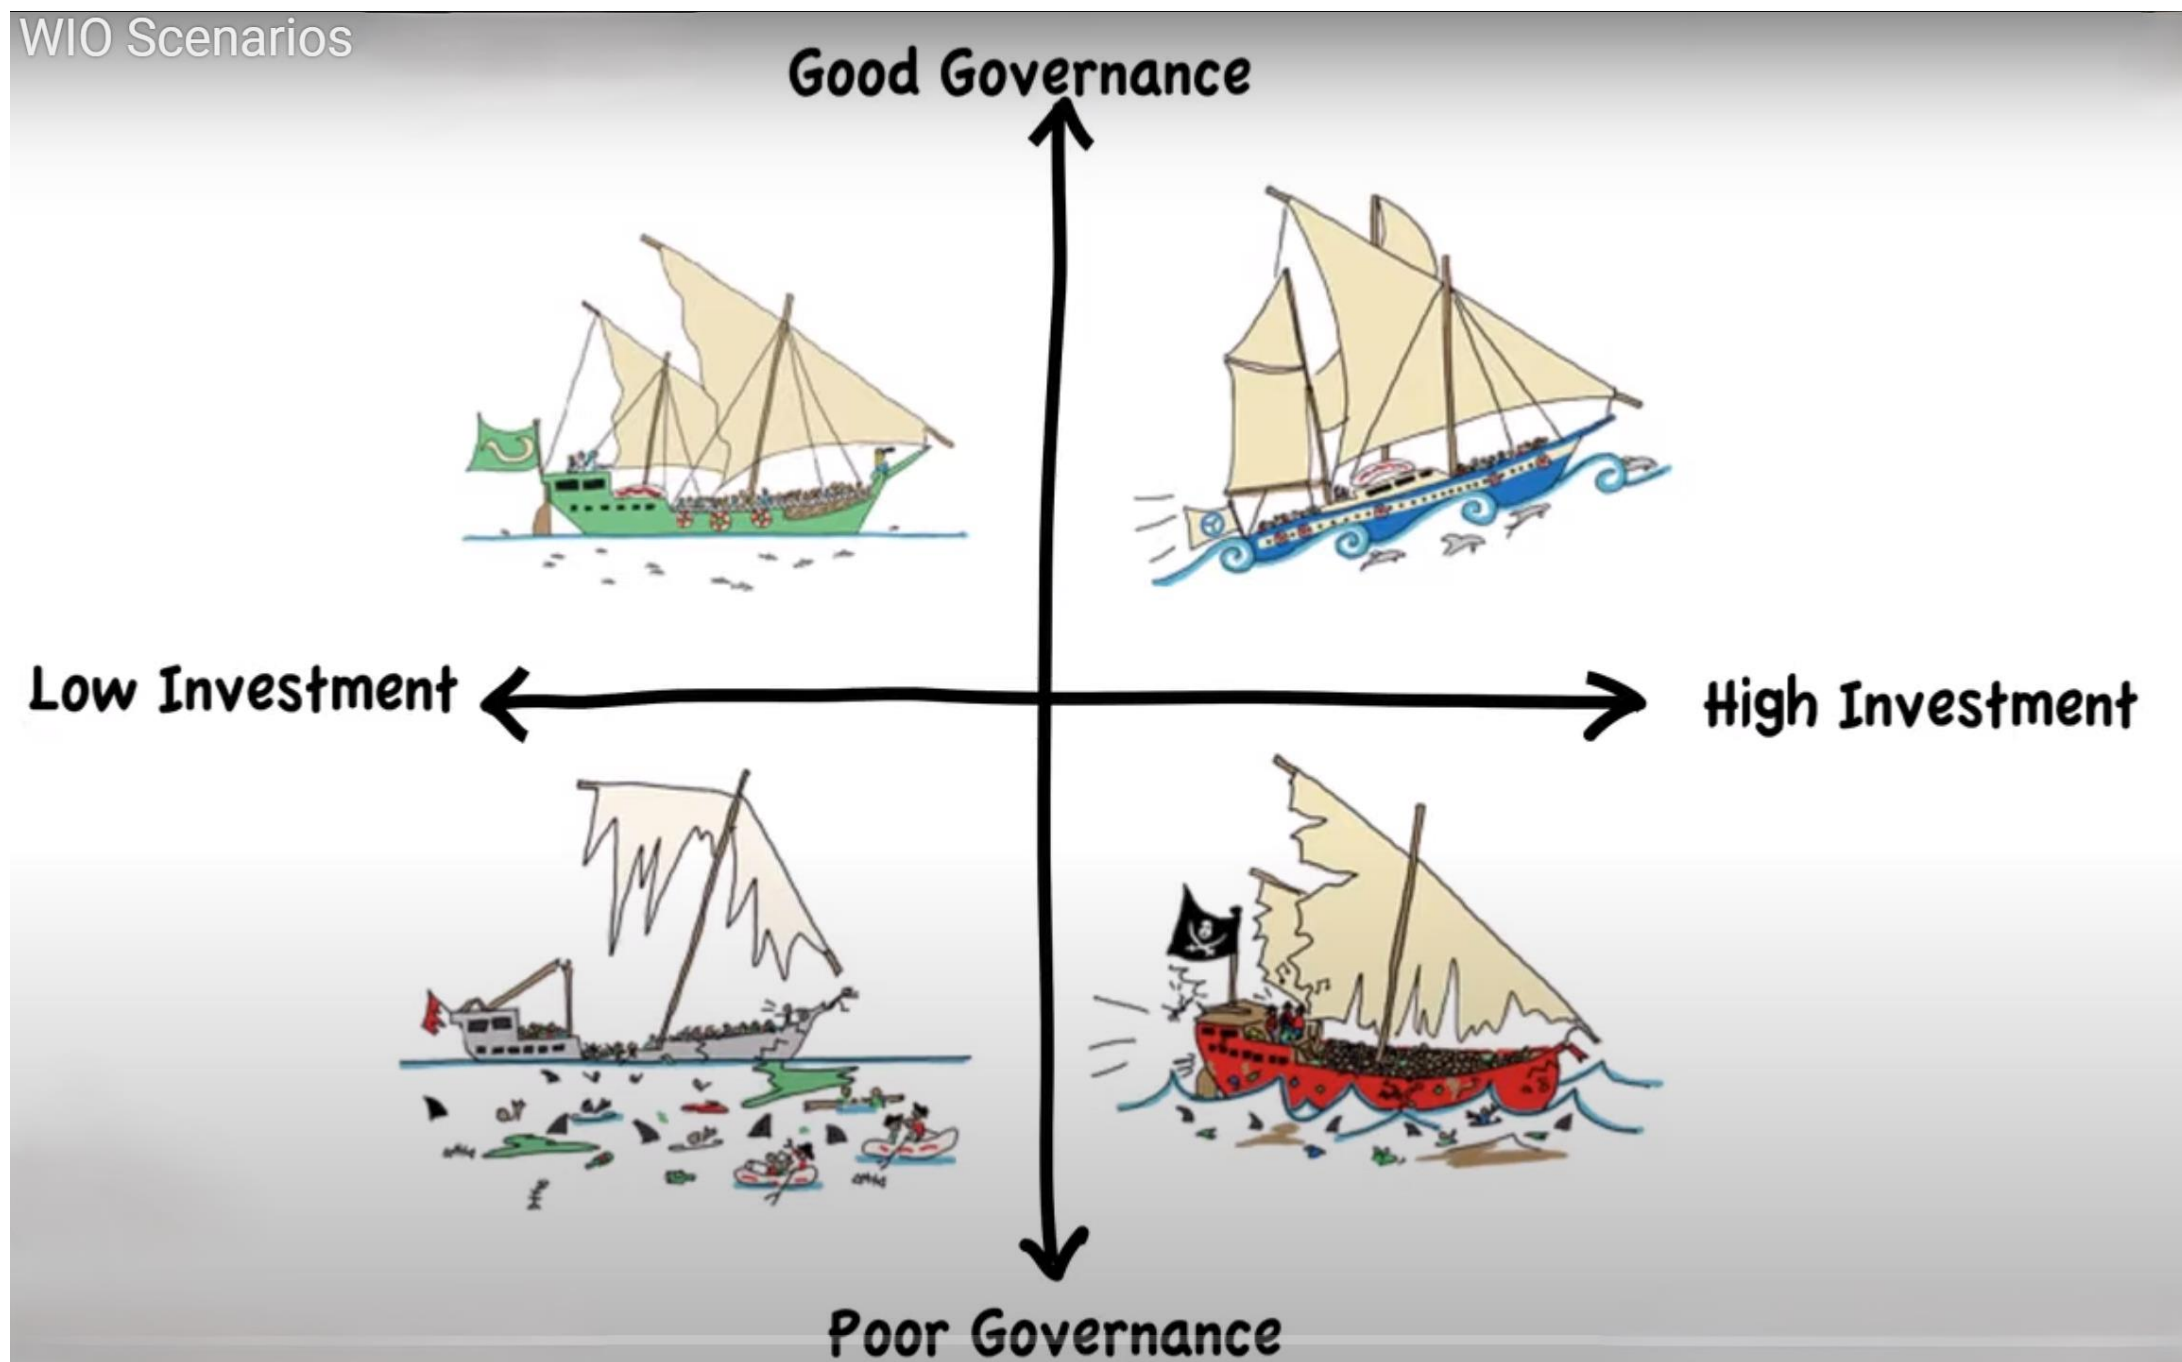 WIO Scenarios
Good Governance
Low Investment
High Investment
Poor Governance